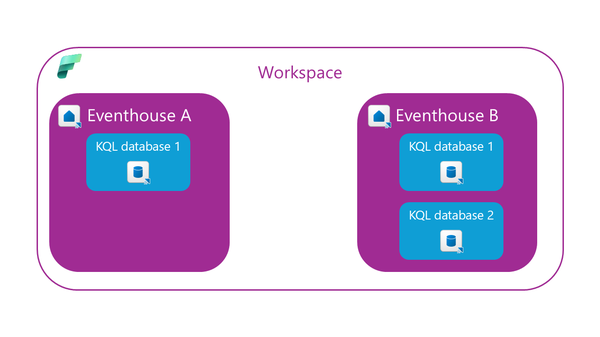 Workspace
Eventhouse A
KQL database 1
Eventhouse B
KQL database 1
KQL database 2